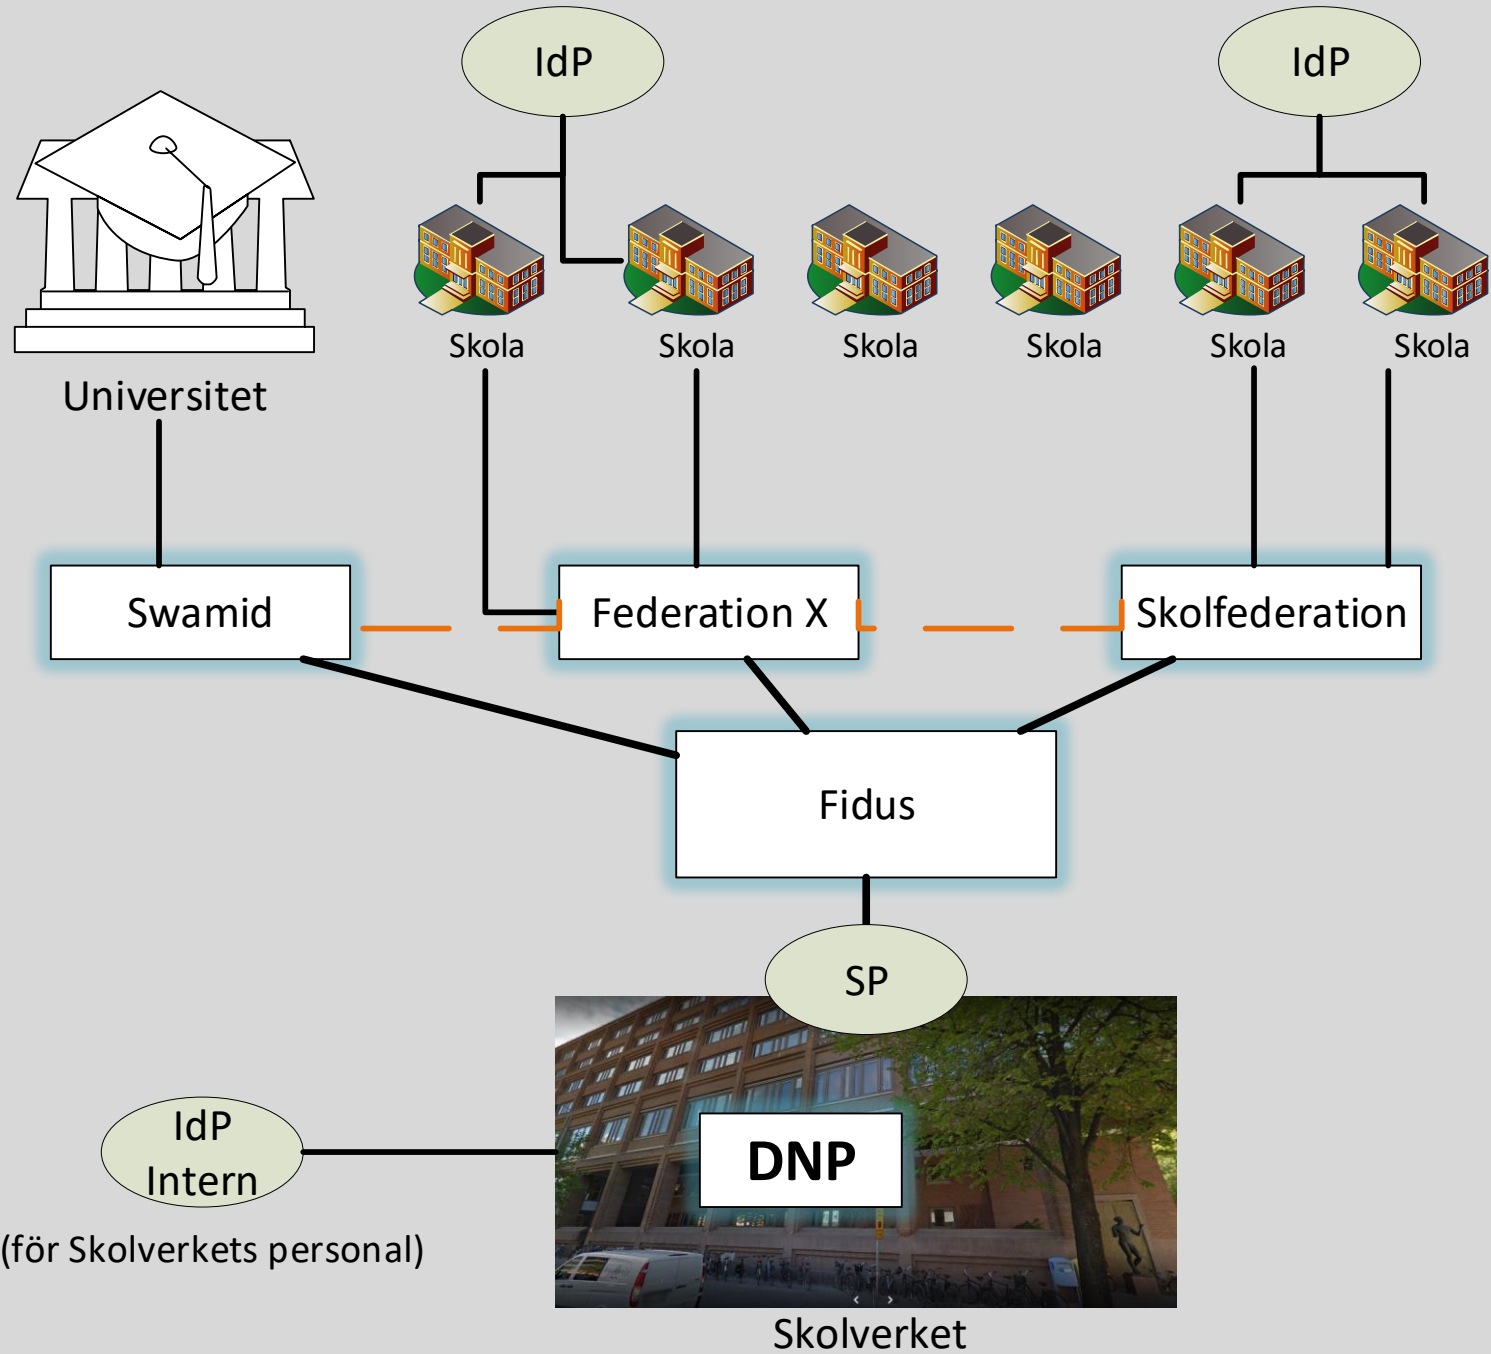 IdP
IdP
Skola
Skola
Skola
Skola
Skola
Skola
Universitet
Swamid
Federation X
Skolfederation
Fidus
SP
IdP
Intern
DNP
(för Skolverkets personal)
Skolverket